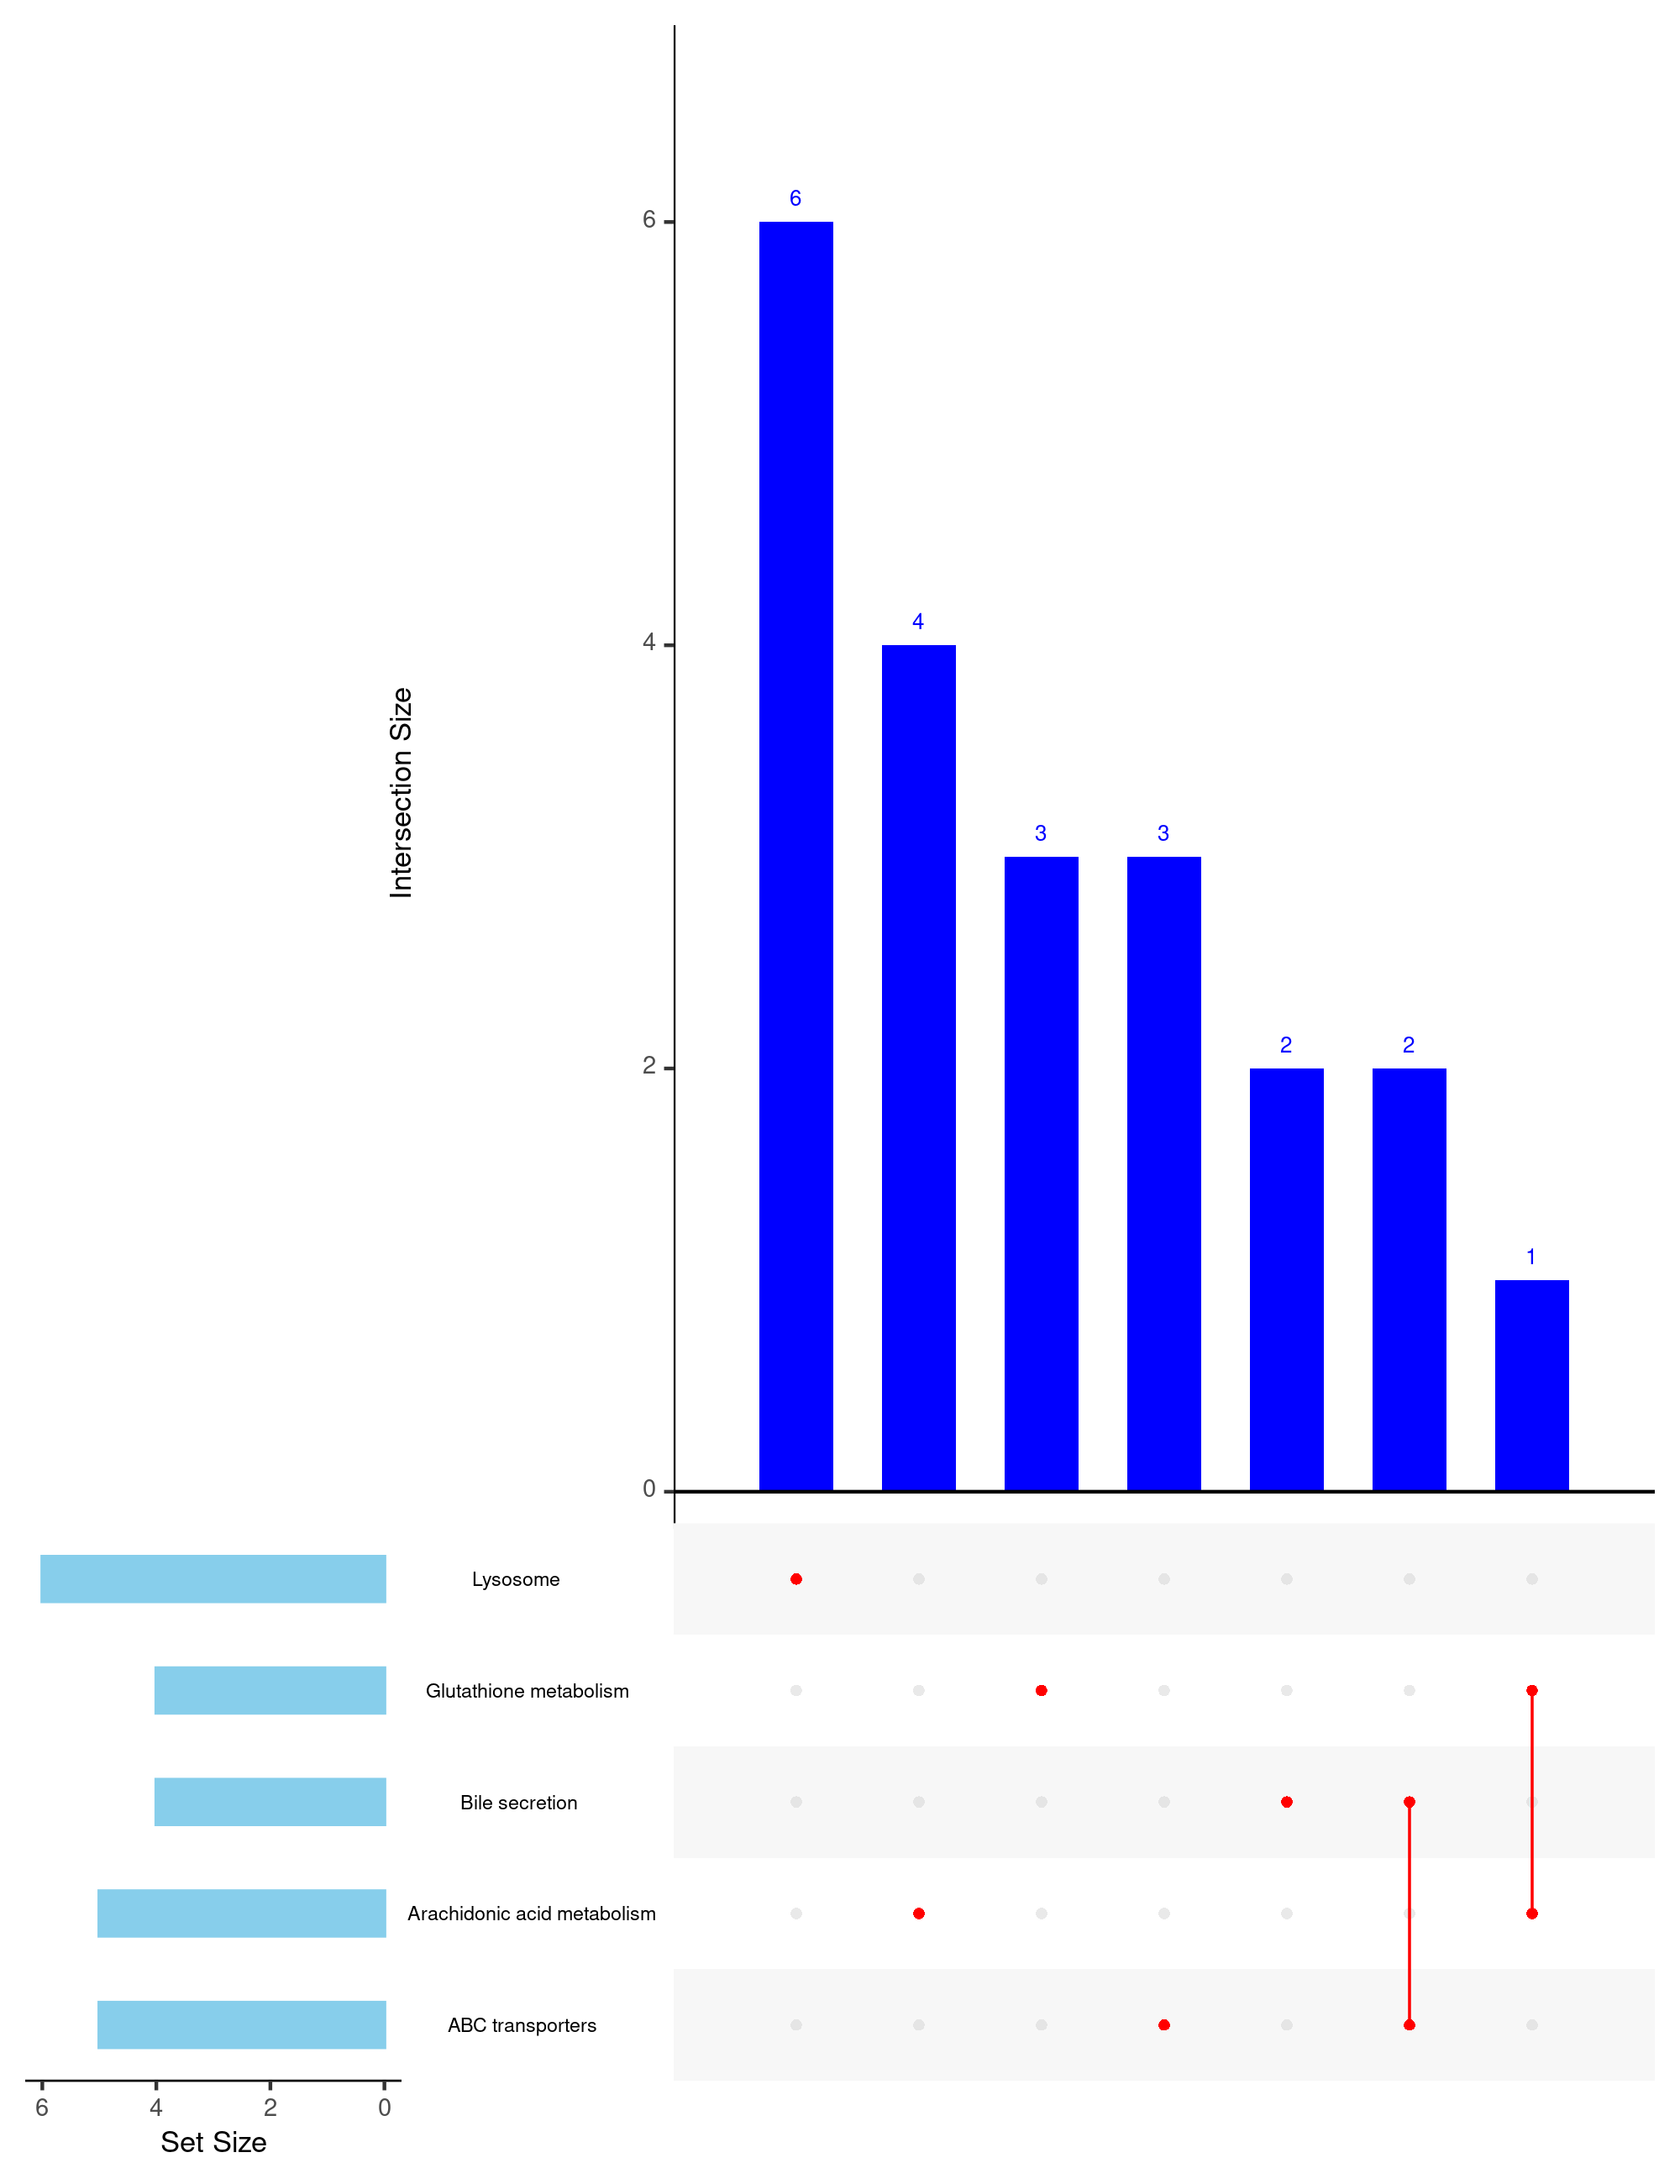 6
4
3
3
2
2
1
6
4
2
0
Intersection Size
Lysosome
Glutathione metabolism
Bile secretion
Arachidonic acid metabolism
ABC transporters
6 4 2 0
Set Size